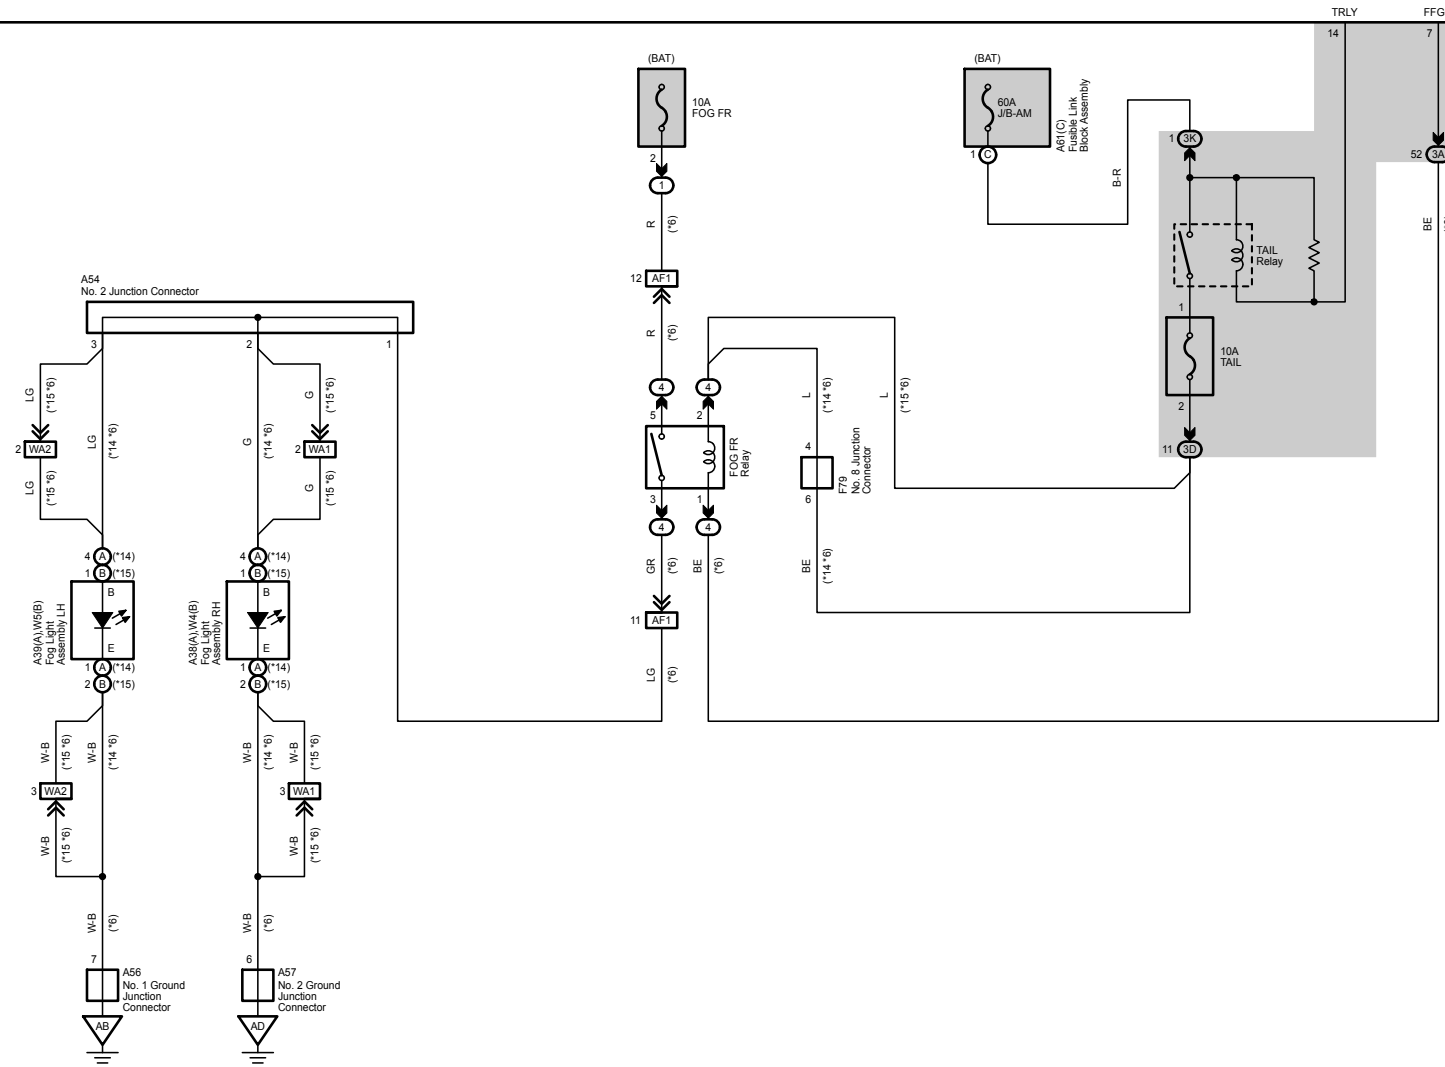 TRLY
FFG
14
7
(BAT)
10A
FOG FR
2
1
R
(*6)
12
AF1
R
(*6)
4
4
5
2
FOG FR
Relay
3
1
4
4
GR
(*6)
BE
(*6)
11
AF1
LG
(*6)
(BAT)
60A
J/B-AM
A61(C)
Fusible Link
Block Assembly
1
C
B-R
1
3K
TAIL
Relay
1
10A
TAIL
2
11
3D
52
3A
BE
L
(*14 *6)
L
(*15 *6)
4
F79
No. 8 Junction
Connector
6
BE
(*14 *6)
A54
No. 2 Junction Connector
3
2
1
LG
(*15 *6)
LG
(*14 *6)
G
(*14 *6)
G
(*15 *6)
2
WA2
2
WA1
LG
(*15 *6)
G
(*15 *6)
4
A
(*14)
1
B
(*15)
B
E
A39(A),W5(B)
Fog Light
Assembly LH
1
A
(*14)
2
B
(*15)
4
A
(*14)
1
B
(*15)
B
E
A38(A),W4(B)
Fog Light
Assembly RH
1
A
(*14)
2
B
(*15)
W-B
(*15 *6)
W-B
(*14 *6)
W-B
(*14 *6)
W-B
(*15 *6)
3
WA2
3
WA1
W-B
(*15 *6)
W-B
(*15 *6)
W-B
(*6)
W-B
(*6)
7
A56
No. 1 Ground
Junction
Connector
AB
6
A57
No. 2 Ground
Junction
Connector
AD